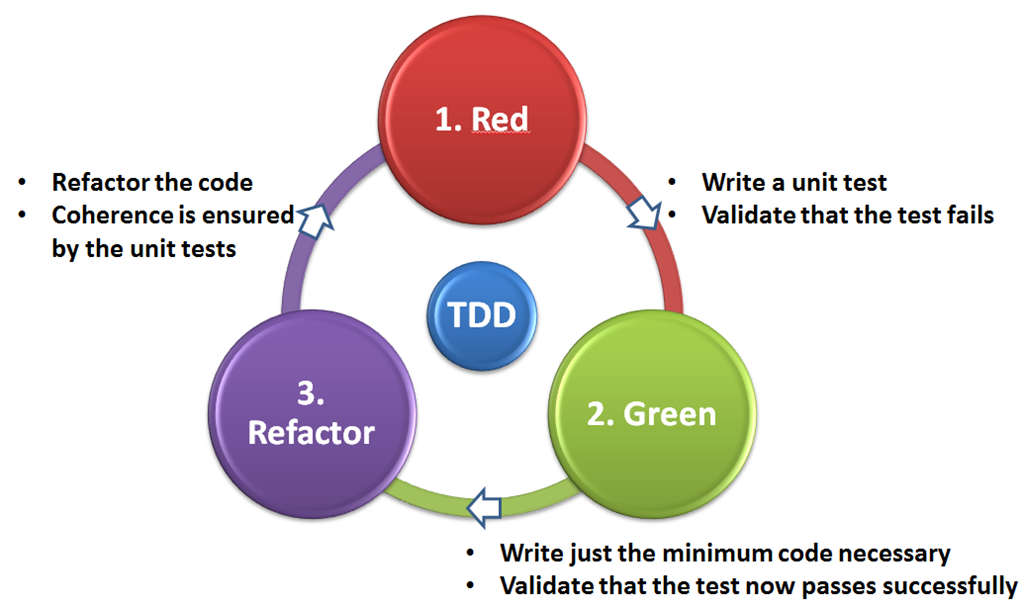 1. Red
• Write a unit test
• Validate that the test fails
• Refactor the code
• Coherence is ensured
by the unit tests
TDD
3.
Refactor
2. Green
• Write just the minimum code necessary
• Validate that the test now passes successfully